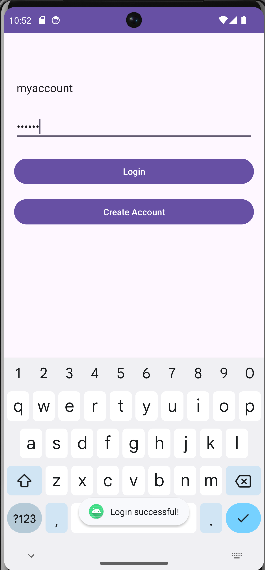 10:52
myaccount
••••••
Login
Create Account
1 2 3 4 5 6 7 8 9 0
q w e r t y u i o p
a s d f g h j k l
z x c v b n m
?123 , .
Login successful!